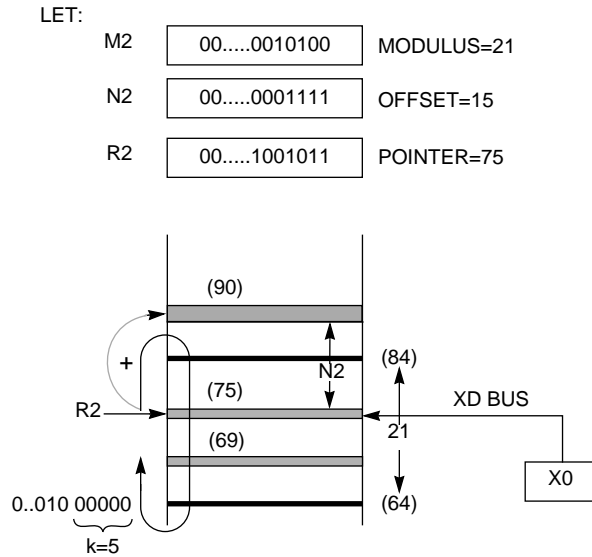 LET:
M2 00.....0010100 MODULUS=21
N2 00.....0001111 OFFSET=15
R2 00.....1001011 POINTER=75
(90)
(84)
+
N2
(75)
XD BUS
R2
21
(69)
X0
(64)
0..010 00000
k=5